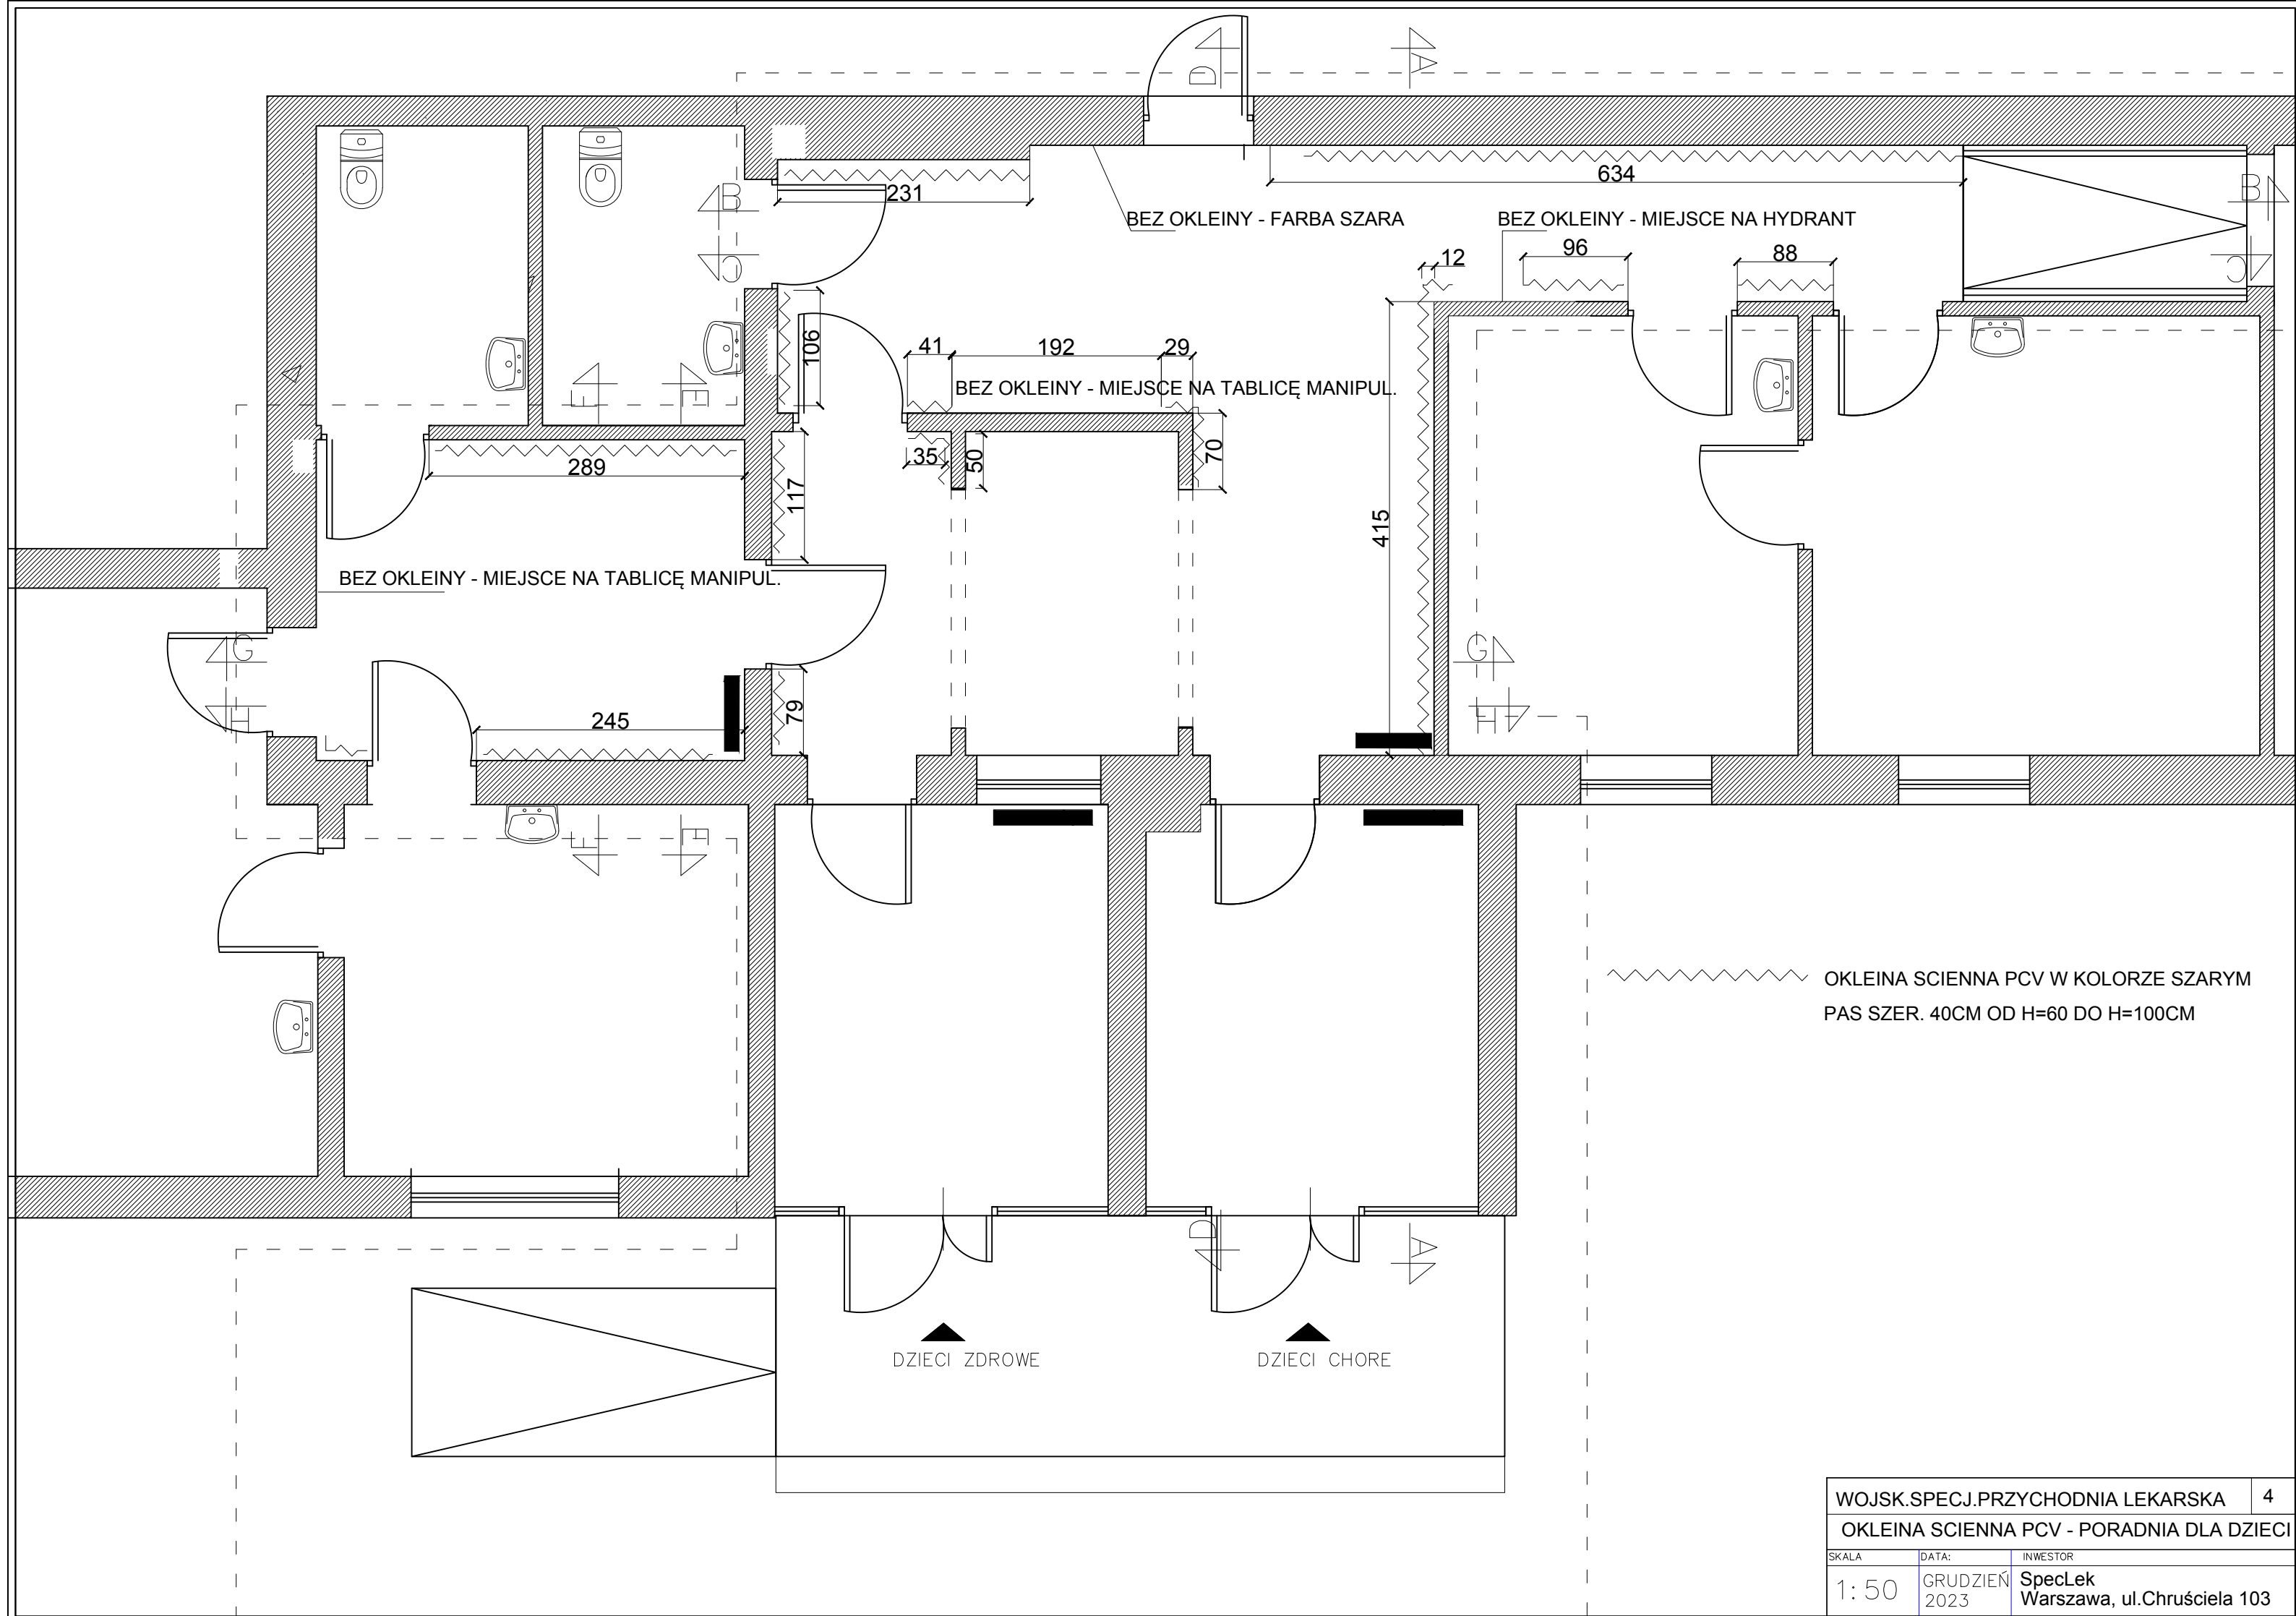 D
A
634
231
B
B
BEZ OKLEINY - FARBA SZARA
BEZ OKLEINY - MIEJSCE NA HYDRANT
96
12
88
C
C
106
41
192
29
BEZ OKLEINY - MIEJSCE NA TABLICĘ MANIPUL.
F
E
35
50
70
289
117
415
BEZ OKLEINY - MIEJSCE NA TABLICĘ MANIPUL.
G
G
H
H
245
79
F
E
OKLEINA SCIENNA PCV W KOLORZE SZARYM
PAS SZER. 40CM OD H=60 DO H=100CM
D
A
DZIECI ZDROWE
DZIECI CHORE
WOJSK.SPECJ.PRZYCHODNIA LEKARSKA 4
OKLEINA SCIENNA PCV - PORADNIA DLA DZIECI
SKALA DATA: INWESTOR
1:50 GRUDZIEŃ 2023 SpecLek
Warszawa, ul.Chruściela 103